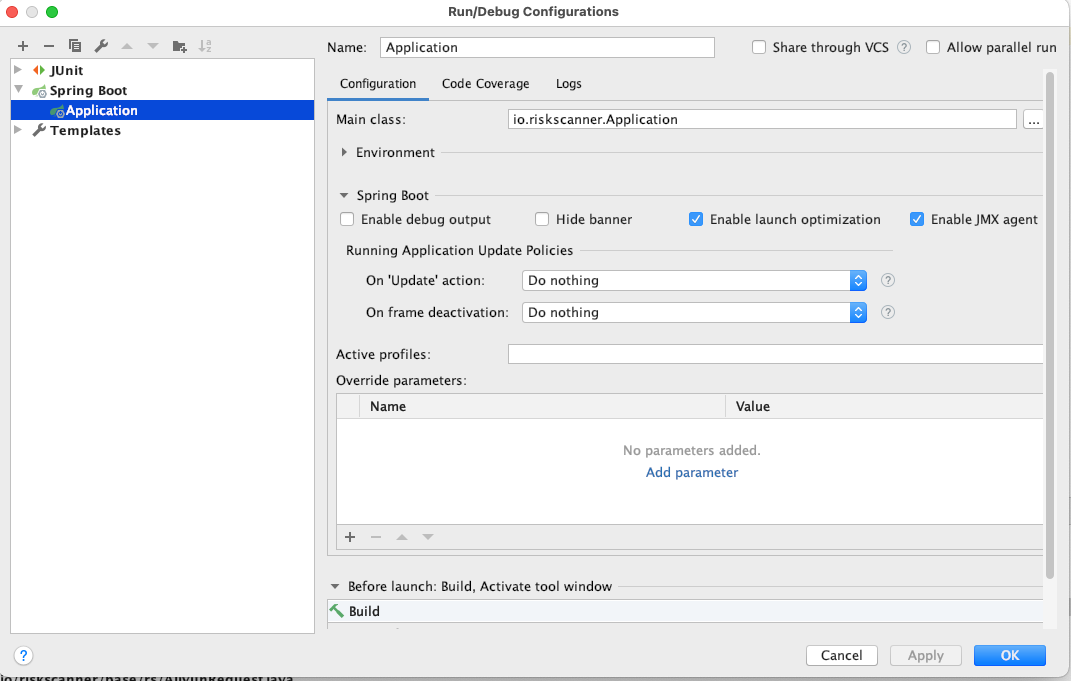 Run/Debug Configurations
JUnit
Spring Boot
Application
Templates
Name: Application
Share through VCS ?
Allow parallel run
Configuration Code Coverage Logs
Main class: io.riskscanner.Application ...
Environment
Spring Boot
Enable debug output Hide banner Enable launch optimization Enable JMX agent
Running Application Update Policies
On 'Update' action: Do nothing ?
On frame deactivation: Do nothing ?
Active profiles:
Override parameters:
Name Value
No parameters added.
Add parameter
Before launch: Build, Activate tool window
Build
? Cancel Apply OK
io/riskscanner/base/rs/AliyunRequest.java